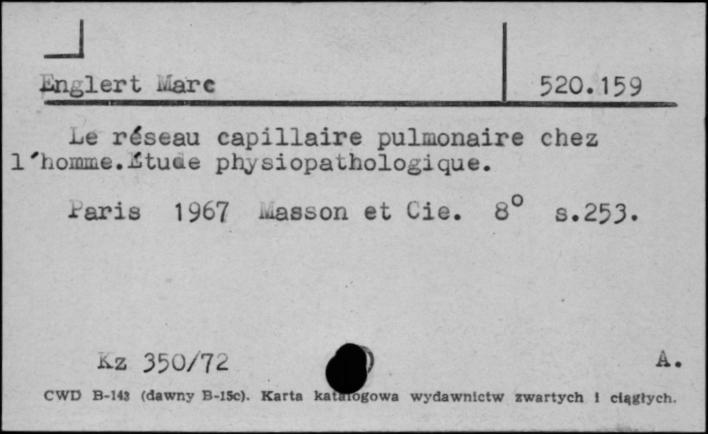 Englert Marc 520.159
Le réseau capillaire pulmonaire chez
l'homme.Étude physiopathologique.
Paris 1967 Masson et Cie. 8° s.253.
Kz 350/72 A.
CWD B-143 (dawny B-15c). Karta katalogowa wydawnictw zwartych i ciągłych.